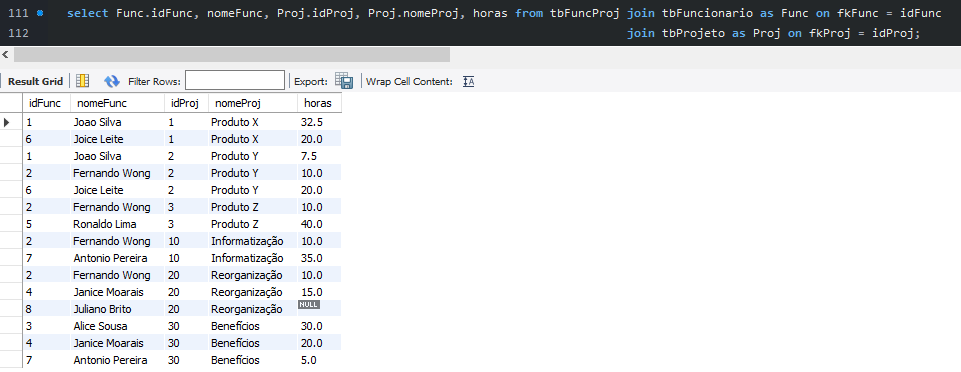 111 select Func.idFunc, nomeFunc, Proj.idProj, Proj.nomeProj, horas from tbFuncProj join tbFuncionario as Func on fkFunc = idFunc
112 join tbProjeto as Proj on fkProj = idProj;
Result Grid Filter Rows: Export: Wrap Cell Content:
idFunc nomeFunc idProj nomeProj horas
1 Joao Silva 1 Produto X 32.5
6 Joice Leite 1 Produto X 20.0
1 Joao Silva 2 Produto Y 7.5
2 Fernando Wong 2 Produto Y 10.0
6 Joice Leite 2 Produto Y 20.0
2 Fernando Wong 3 Produto Z 10.0
5 Ronaldo Lima 3 Produto Z 40.0
2 Fernando Wong 10 Informatização 10.0
7 Antonio Pereira 10 Informatização 35.0
2 Fernando Wong 20 Reorganização 10.0
4 Janice Moarais 20 Reorganização 15.0
8 Juliano Brito 20 Reorganização NULL
3 Alice Sousa 30 Benefícios 30.0
4 Janice Moarais 30 Benefícios 20.0
7 Antonio Pereira 30 Benefícios 5.0